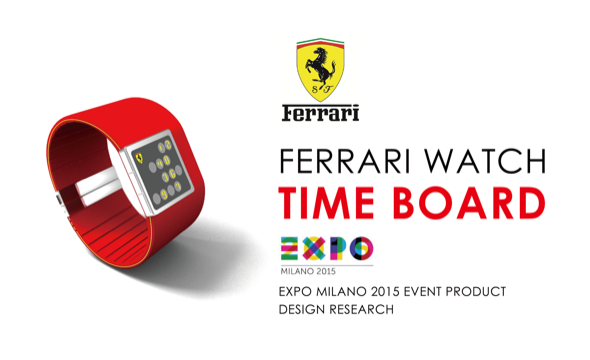 S F
Ferrari
FERRARI WATCH
TIME BOARD
EXPO
MILANO 2015
EXPO MILANO 2015 EVENT PRODUCT
DESIGN RESEARCH